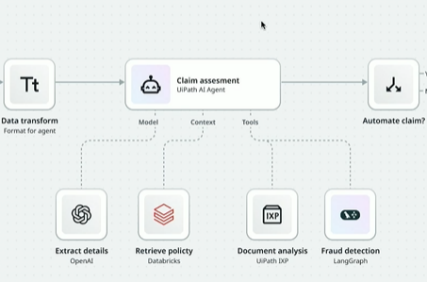 Tt
Data transform
Format for agent
Claim assesment
UiPath AI Agent
Automate claim?
Model
Context
Tools
IXP
Extract details
OpenAI
Retrieve policty
Databricks
Document analysis
UiPath IXP
Fraud detection
LangGraph